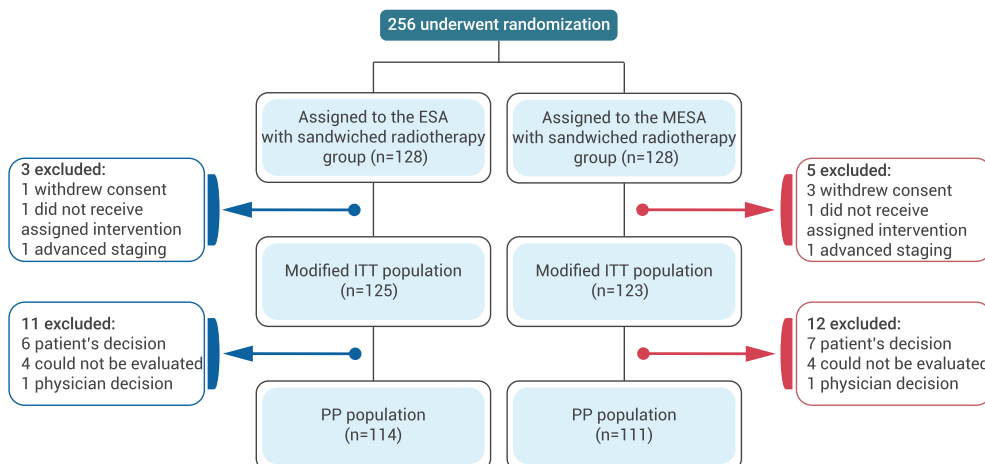 256 underwent randomization
Assigned to the ESA
with sandwiched radiotherapy
group (n=128)
Assigned to the MESA
with sandwiched radiotherapy
group (n=128)
3 excluded:
1 withdrew consent
1 did not receive
assigned intervention
1 advanced staging
5 excluded:
3 withdrew consent
1 did not receive
assigned intervention
1 advanced staging
Modified ITT population
(n=125)
Modified ITT population
(n=123)
11 excluded:
6 patient's decision
4 could not be evaluated
1 physician decision
12 excluded:
7 patient's decision
4 could not be evaluated
1 physician decision
PP population
(n=114)
PP population
(n=111)